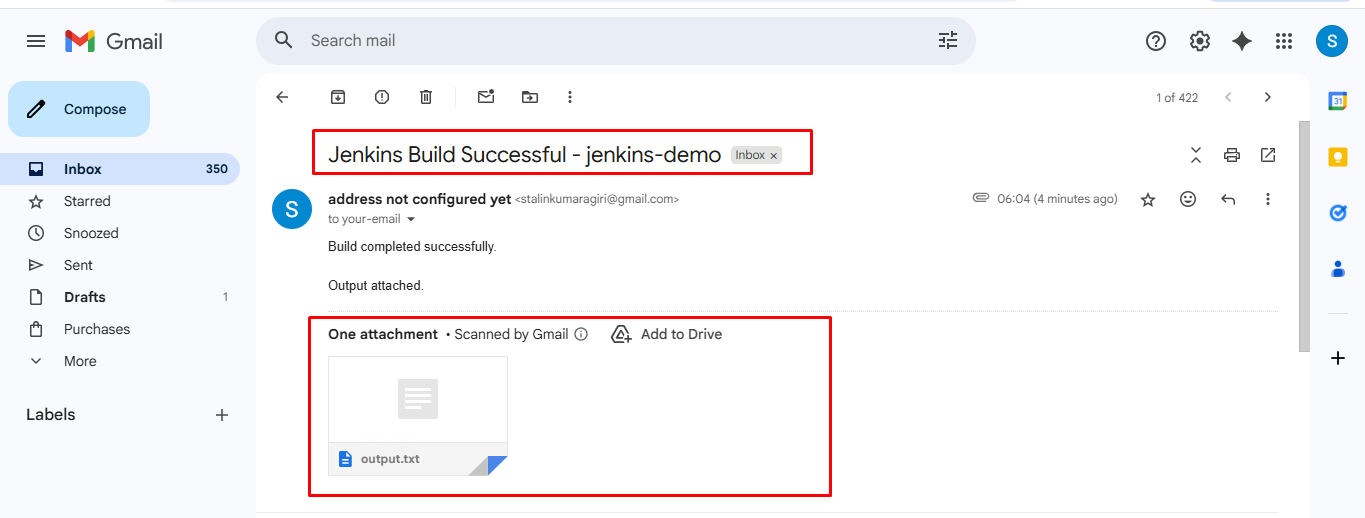 Gmail
Search mail
S
Compose
1 of 422
31
Inbox 350
Starred
Snoozed
Sent
Drafts 1
Purchases
More
Labels
Jenkins Build Successful - jenkins-demo Inbox ×
S
address not configured yet <stalinkumaragiri@gmail.com> 06:04 (4 minutes ago)
to your-email
Build completed successfully.
Output attached.
One attachment • Scanned by Gmail Add to Drive
output.txt